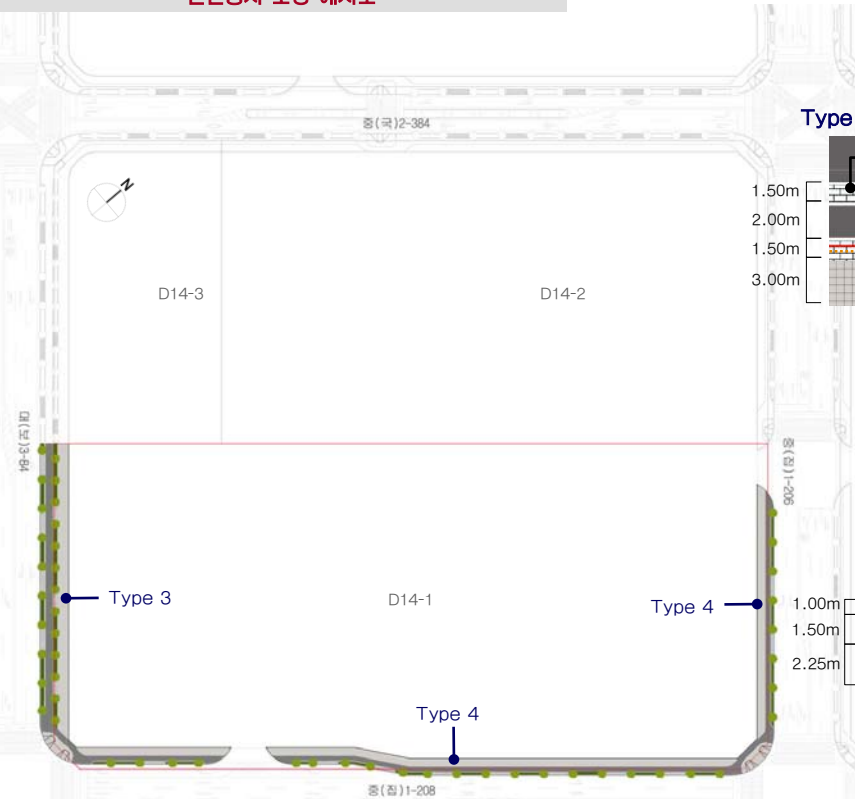 중(국)2-384
Type
N
1.50m
2.00m
1.50m
3.00m
D14-3
D14-2
대(보)3-84
중(집)1-206
Type 3
D14-1
Type 4
1.00m
1.50m
2.25m
Type 4
중(집)1-208